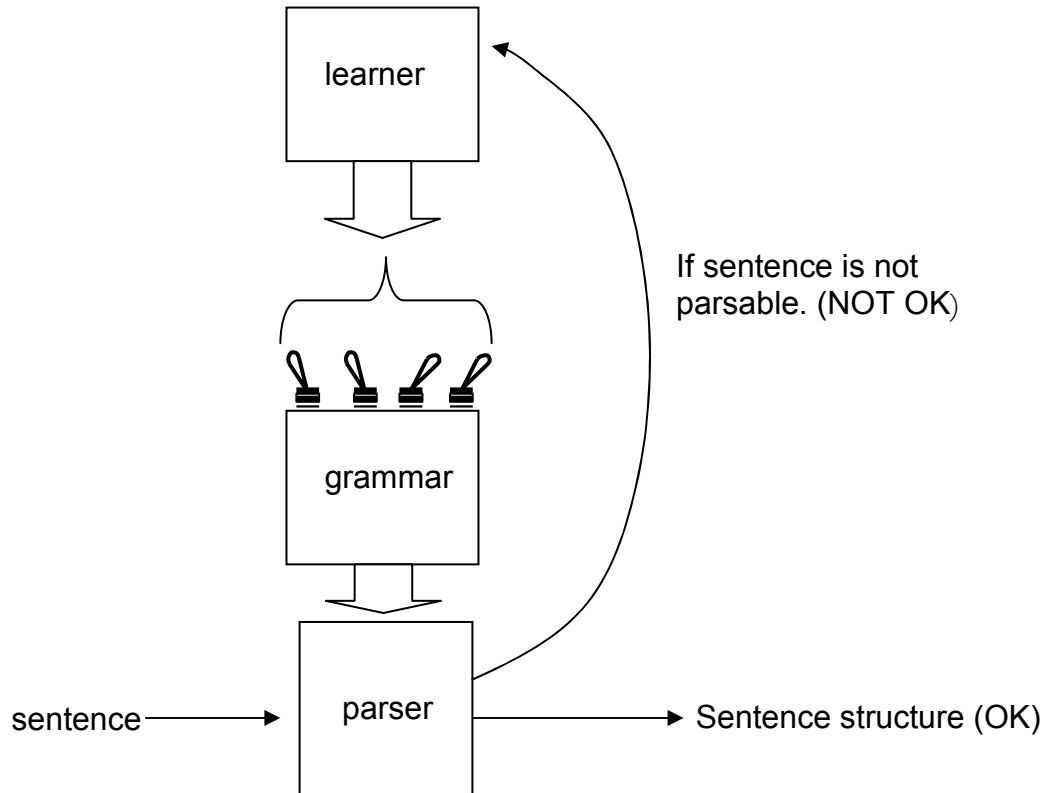 learner
If sentence is not
parsable. (NOT OK)
grammar
parser
sentence
Sentence structure (OK)